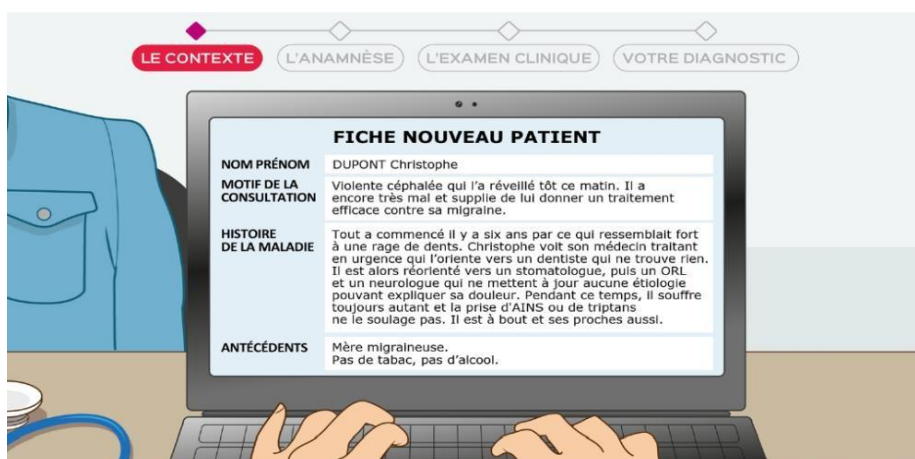 LE CONTEXTE L'ANAMNÈSE L'EXAMEN CLINIQUE VOTRE DIAGNOSTIC
FICHE NOUVEAU PATIENT
NOM PRÉNOM DUPONT Christophe
MOTIF DE LA CONSULTATION
Violente céphalée qui l'a réveillé tôt ce matin. Il a
encore très mal et supplie de lui donner un traitement
efficace contre sa migraine.
HISTOIRE
DE LA MALADIE
Tout a commencé il y a six ans par ce qui ressemblait fort
à une rage de dents. Christophe voit son médecin traitant
en urgence qui l'oriente vers un dentiste qui ne trouve rien.
Il est alors réorienté vers un stomatologue, puis un ORL
et un neurologue qui ne mettent à jour aucune étiologie
pouvant expliquer sa douleur. Pendant ce temps, il souffre
toujours autant et la prise d'AINS ou de triptans
ne le soulage pas. Il est à bout et ses proches aussi.
ANTÉCÉDENTS
Mère migraineuse.
Pas de tabac, pas d'alcool.